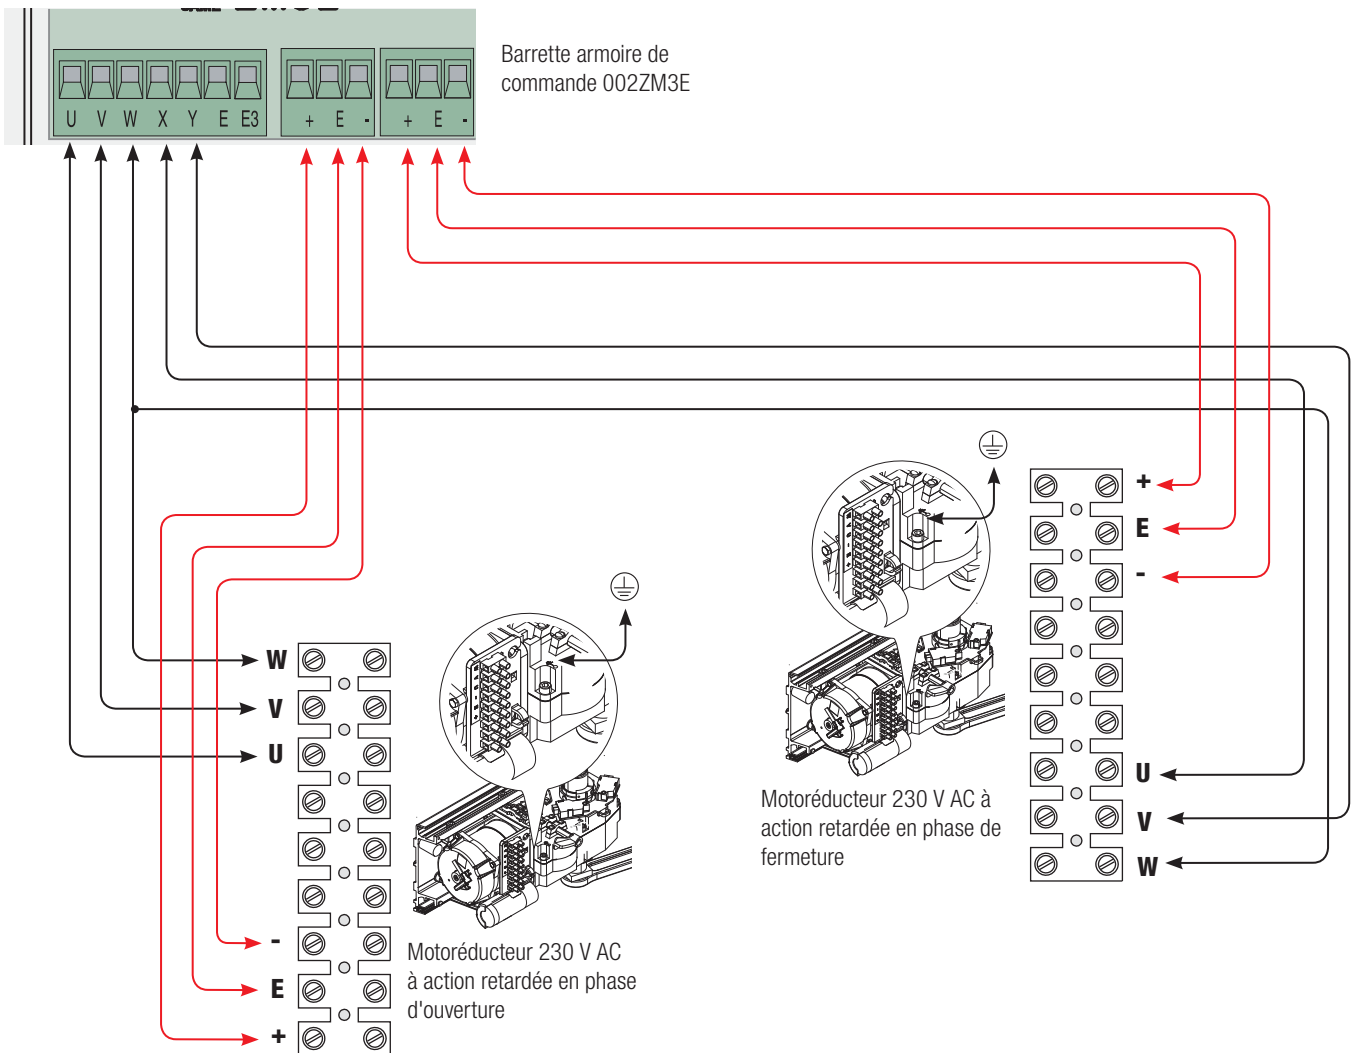 Barrette armoire de
commande 002ZM3E
U V W X Y E E3 + E - + E -
+
E
-
W
V
U
U
V
W
Motoréducteur 230 V AC à
action retardée en phase de
fermeture
-
E
+
Motoréducteur 230 V AC
à action retardée en phase
d'ouverture